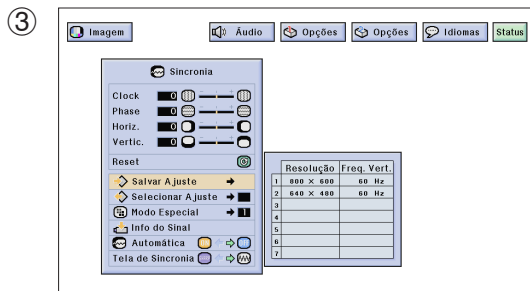 3
Imagem Áudio Opções Opções Idiomas Status
Sincronia
Clock 0
Phase 0
Horiz. 0
Vertic. 0
Reset
Salvar Ajuste
Selecionar Ajuste
Modo Especial 1
Info do Sinal
Automática
Tela de Sincronia
Resolução Freq. Vert.
1 800 X 600 60 Hz
2 640 X 480 60 Hz
3
4
5
6
7